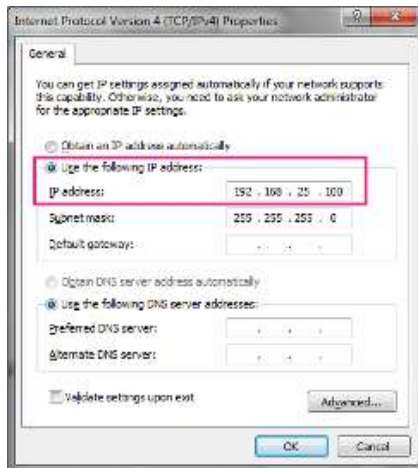 Internet Protocol Version 4 (TCP/IPv4) Properties
General
You can get IP settings assigned automatically if your network supports
this capability. Otherwise, you need to ask your network administrator
for the appropriate IP settings.
Obtain an IP address automatically
Use the following IP address:
IP address: 192 . 168 . 25 . 100
Subnet mask: 255 . 255 . 255 . 0
Default gateway: . . .
Obtain DNS server address automatically
Use the following DNS server addresses:
Preferred DNS server: . . .
Alternate DNS server: . . .
Validate settings upon exit
Advanced...
OK Cancel